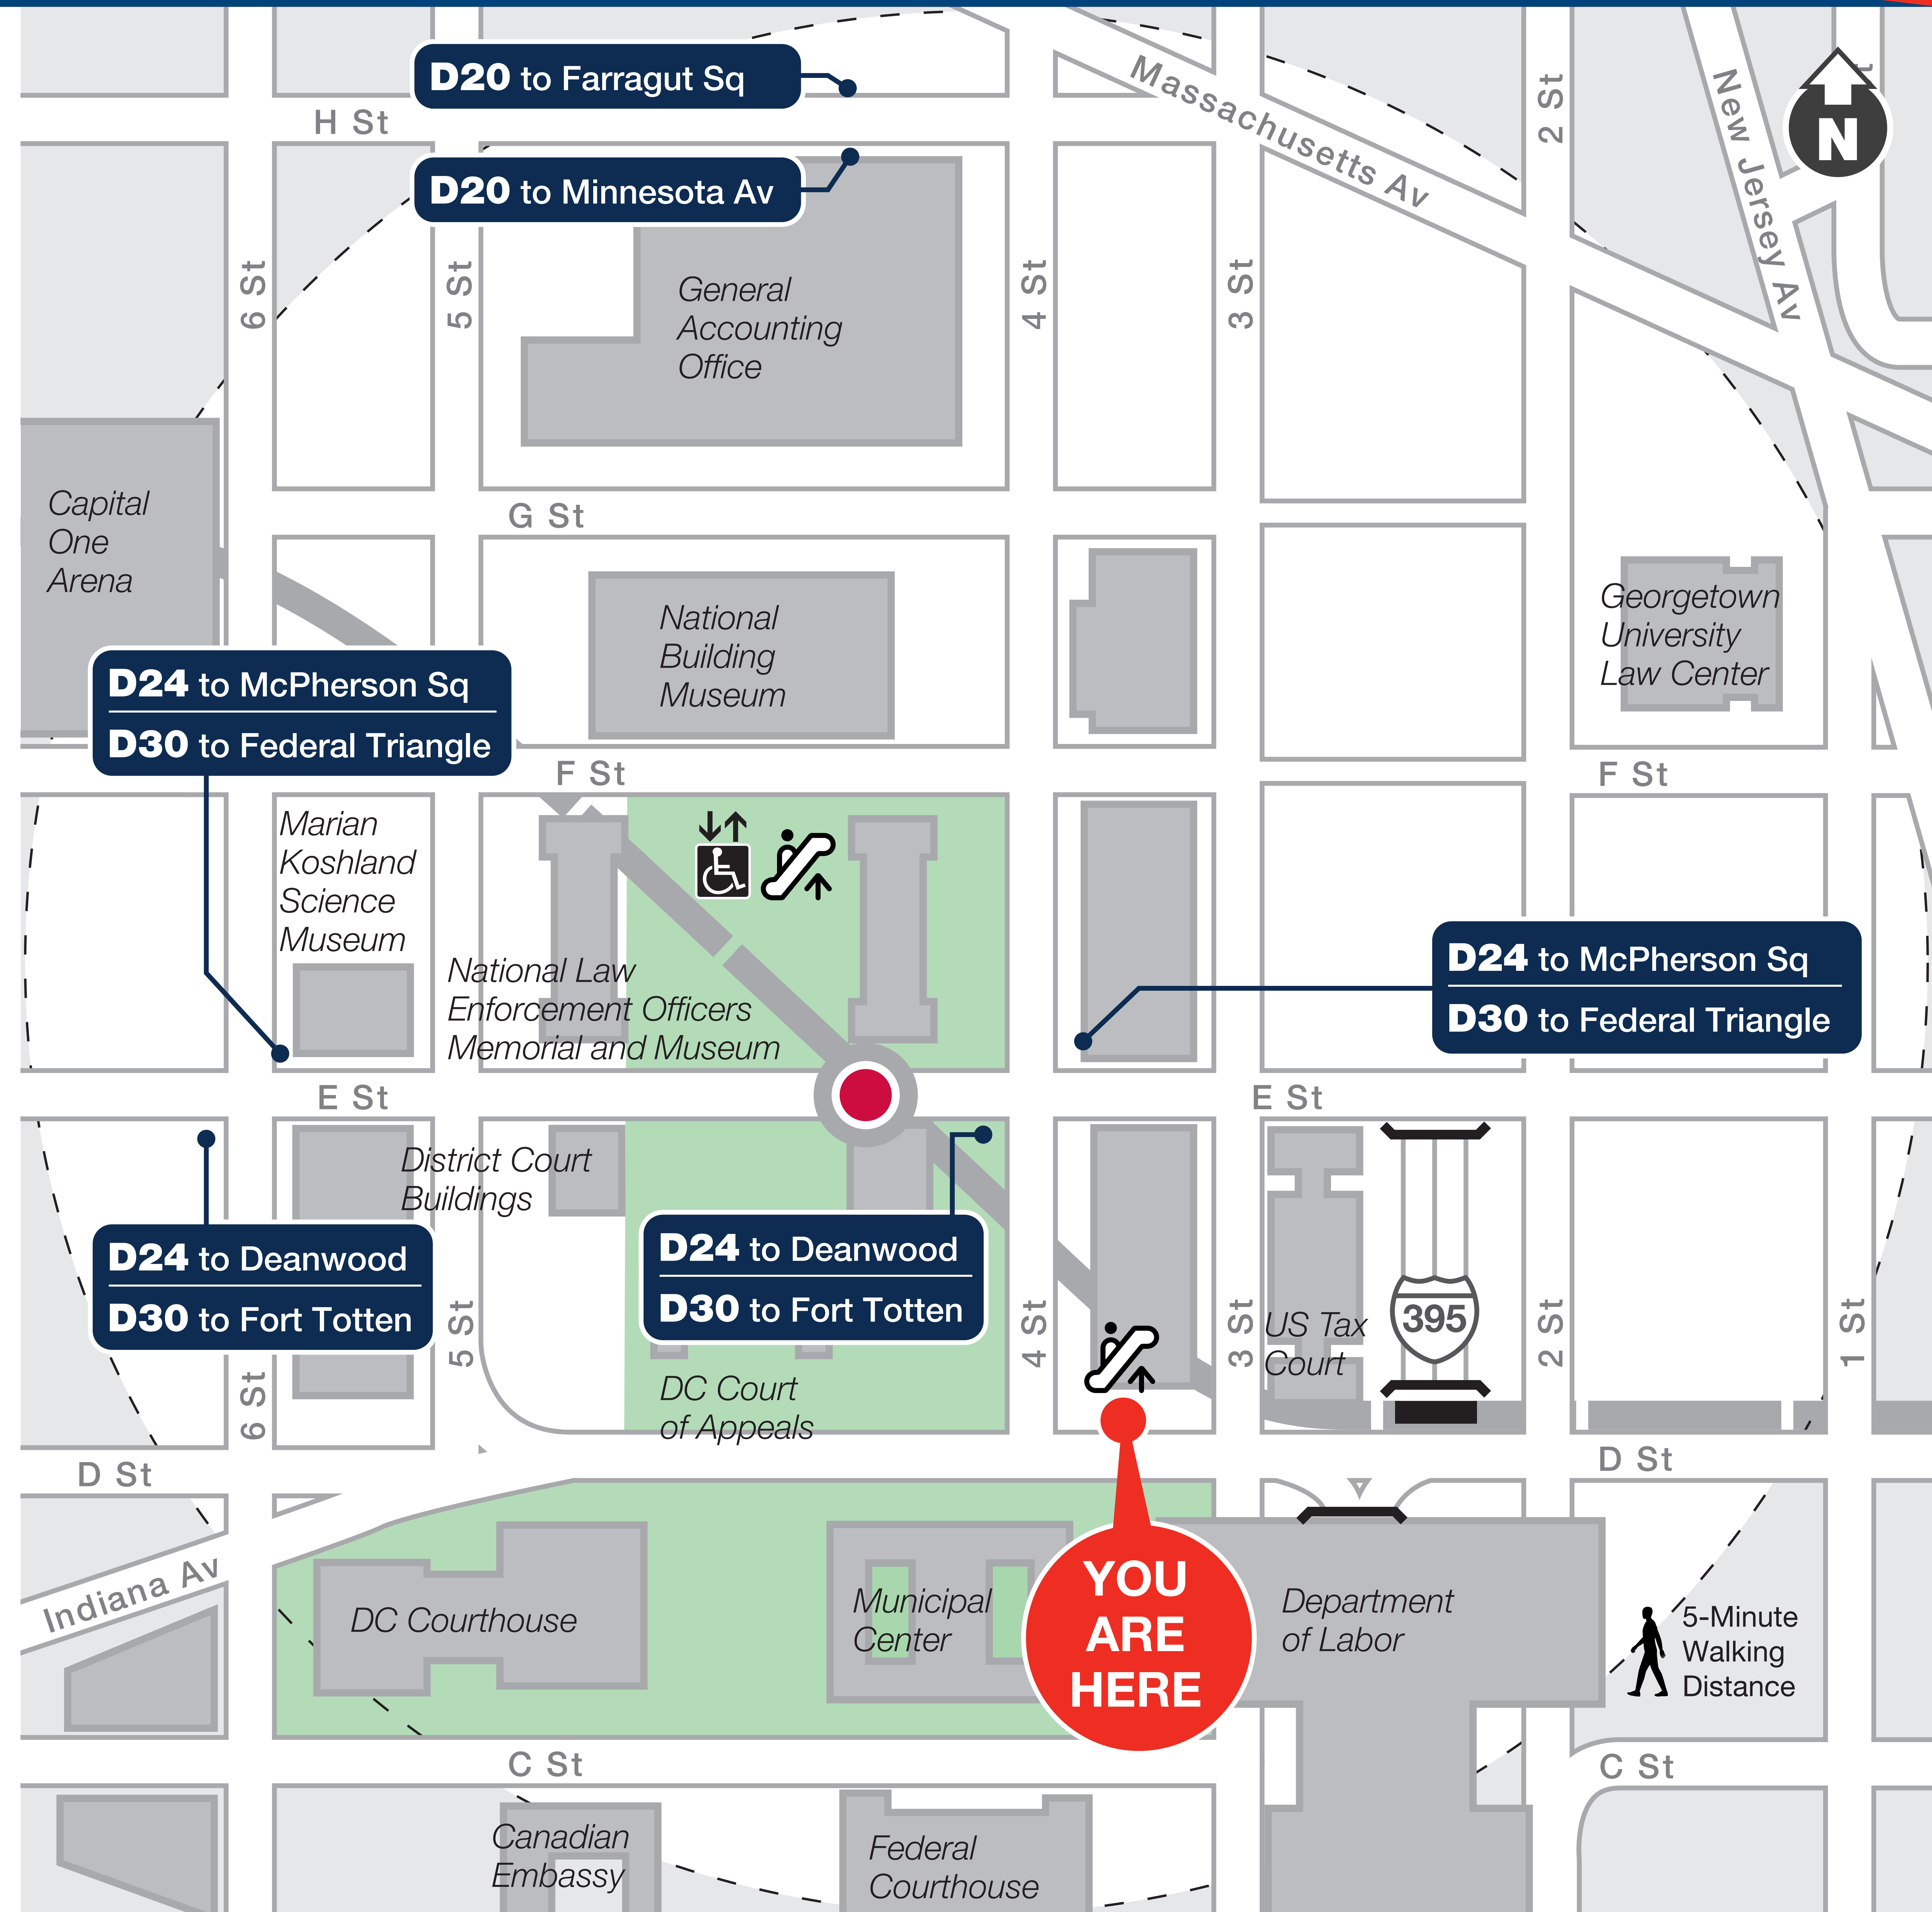 D20 to Farragut Sq
H St
D20 to Minnesota Av
Massachusetts Av
2 St
New Jersey Av
N
6 St
5 St
General
Accounting
Office
4 St
3 St
Capital
One
Arena
G St
National
Building
Museum
Georgetown
University
Law Center
D24 to McPherson Sq
D30 to Federal Triangle
F St
F St
Marian
Koshland
Science
Museum
National Law
Enforcement Officers
Memorial and Museum
D24 to McPherson Sq
D30 to Federal Triangle
E St
E St
District Court
Buildings
D24 to Deanwood
D30 to Fort Totten
D24 to Deanwood
D30 to Fort Totten
6 St
5 St
4 St
3 St
US Tax
Court
395
2 St
1 St
DC Court
of Appeals
D St
D St
Indiana Av
DC Courthouse
Municipal
Center
YOU
ARE
HERE
Department
of Labor
5-Minute
Walking
Distance
C St
C St
Canadian
Embassy
Federal
Courthouse